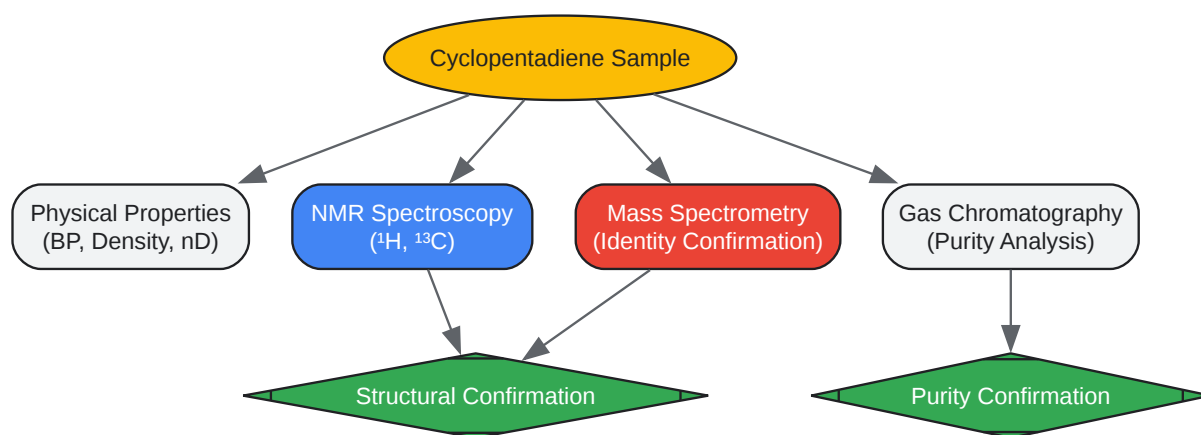 Cyclopentadiene Sample
Physical Properties
(BP, Density, nD)
NMR Spectroscopy
(¹H, ¹³C)
Mass Spectrometry
(Identity Confirmation)
Gas Chromatography
(Purity Analysis)
Structural Confirmation
Purity Confirmation